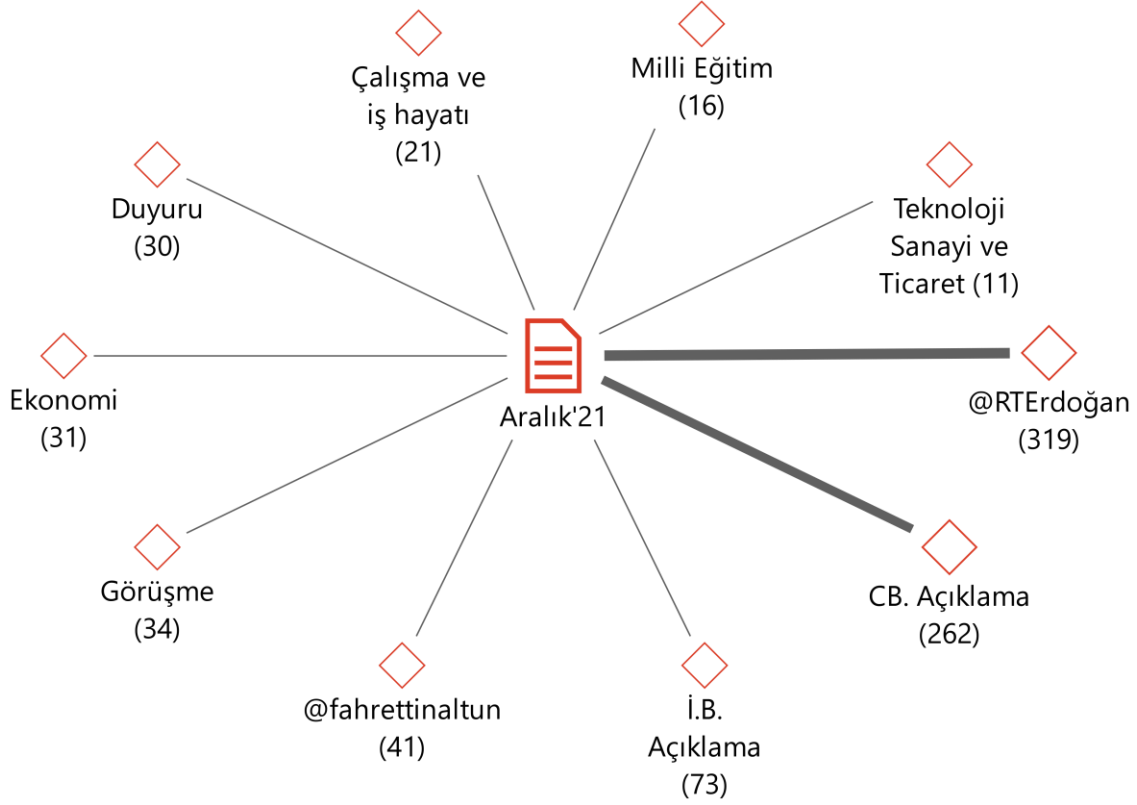 Çalışma ve
iş hayatı
(21)
Milli Eğitim
(16)
Duyuru
(30)
Teknoloji
Sanayi ve
Ticaret (11)
Ekonomi
(31)
Aralık'21
@RTErdoğan
(319)
Görüşme
(34)
CB. Açıklama
(262)
@fahrettinaltun
(41)
İ.B.
Açıklama
(73)